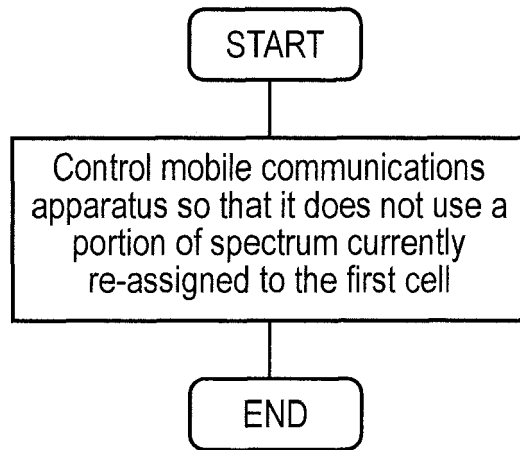 START
Control mobile communications
apparatus so that it does not use a
portion of spectrum currently
re-assigned to the first cell
END